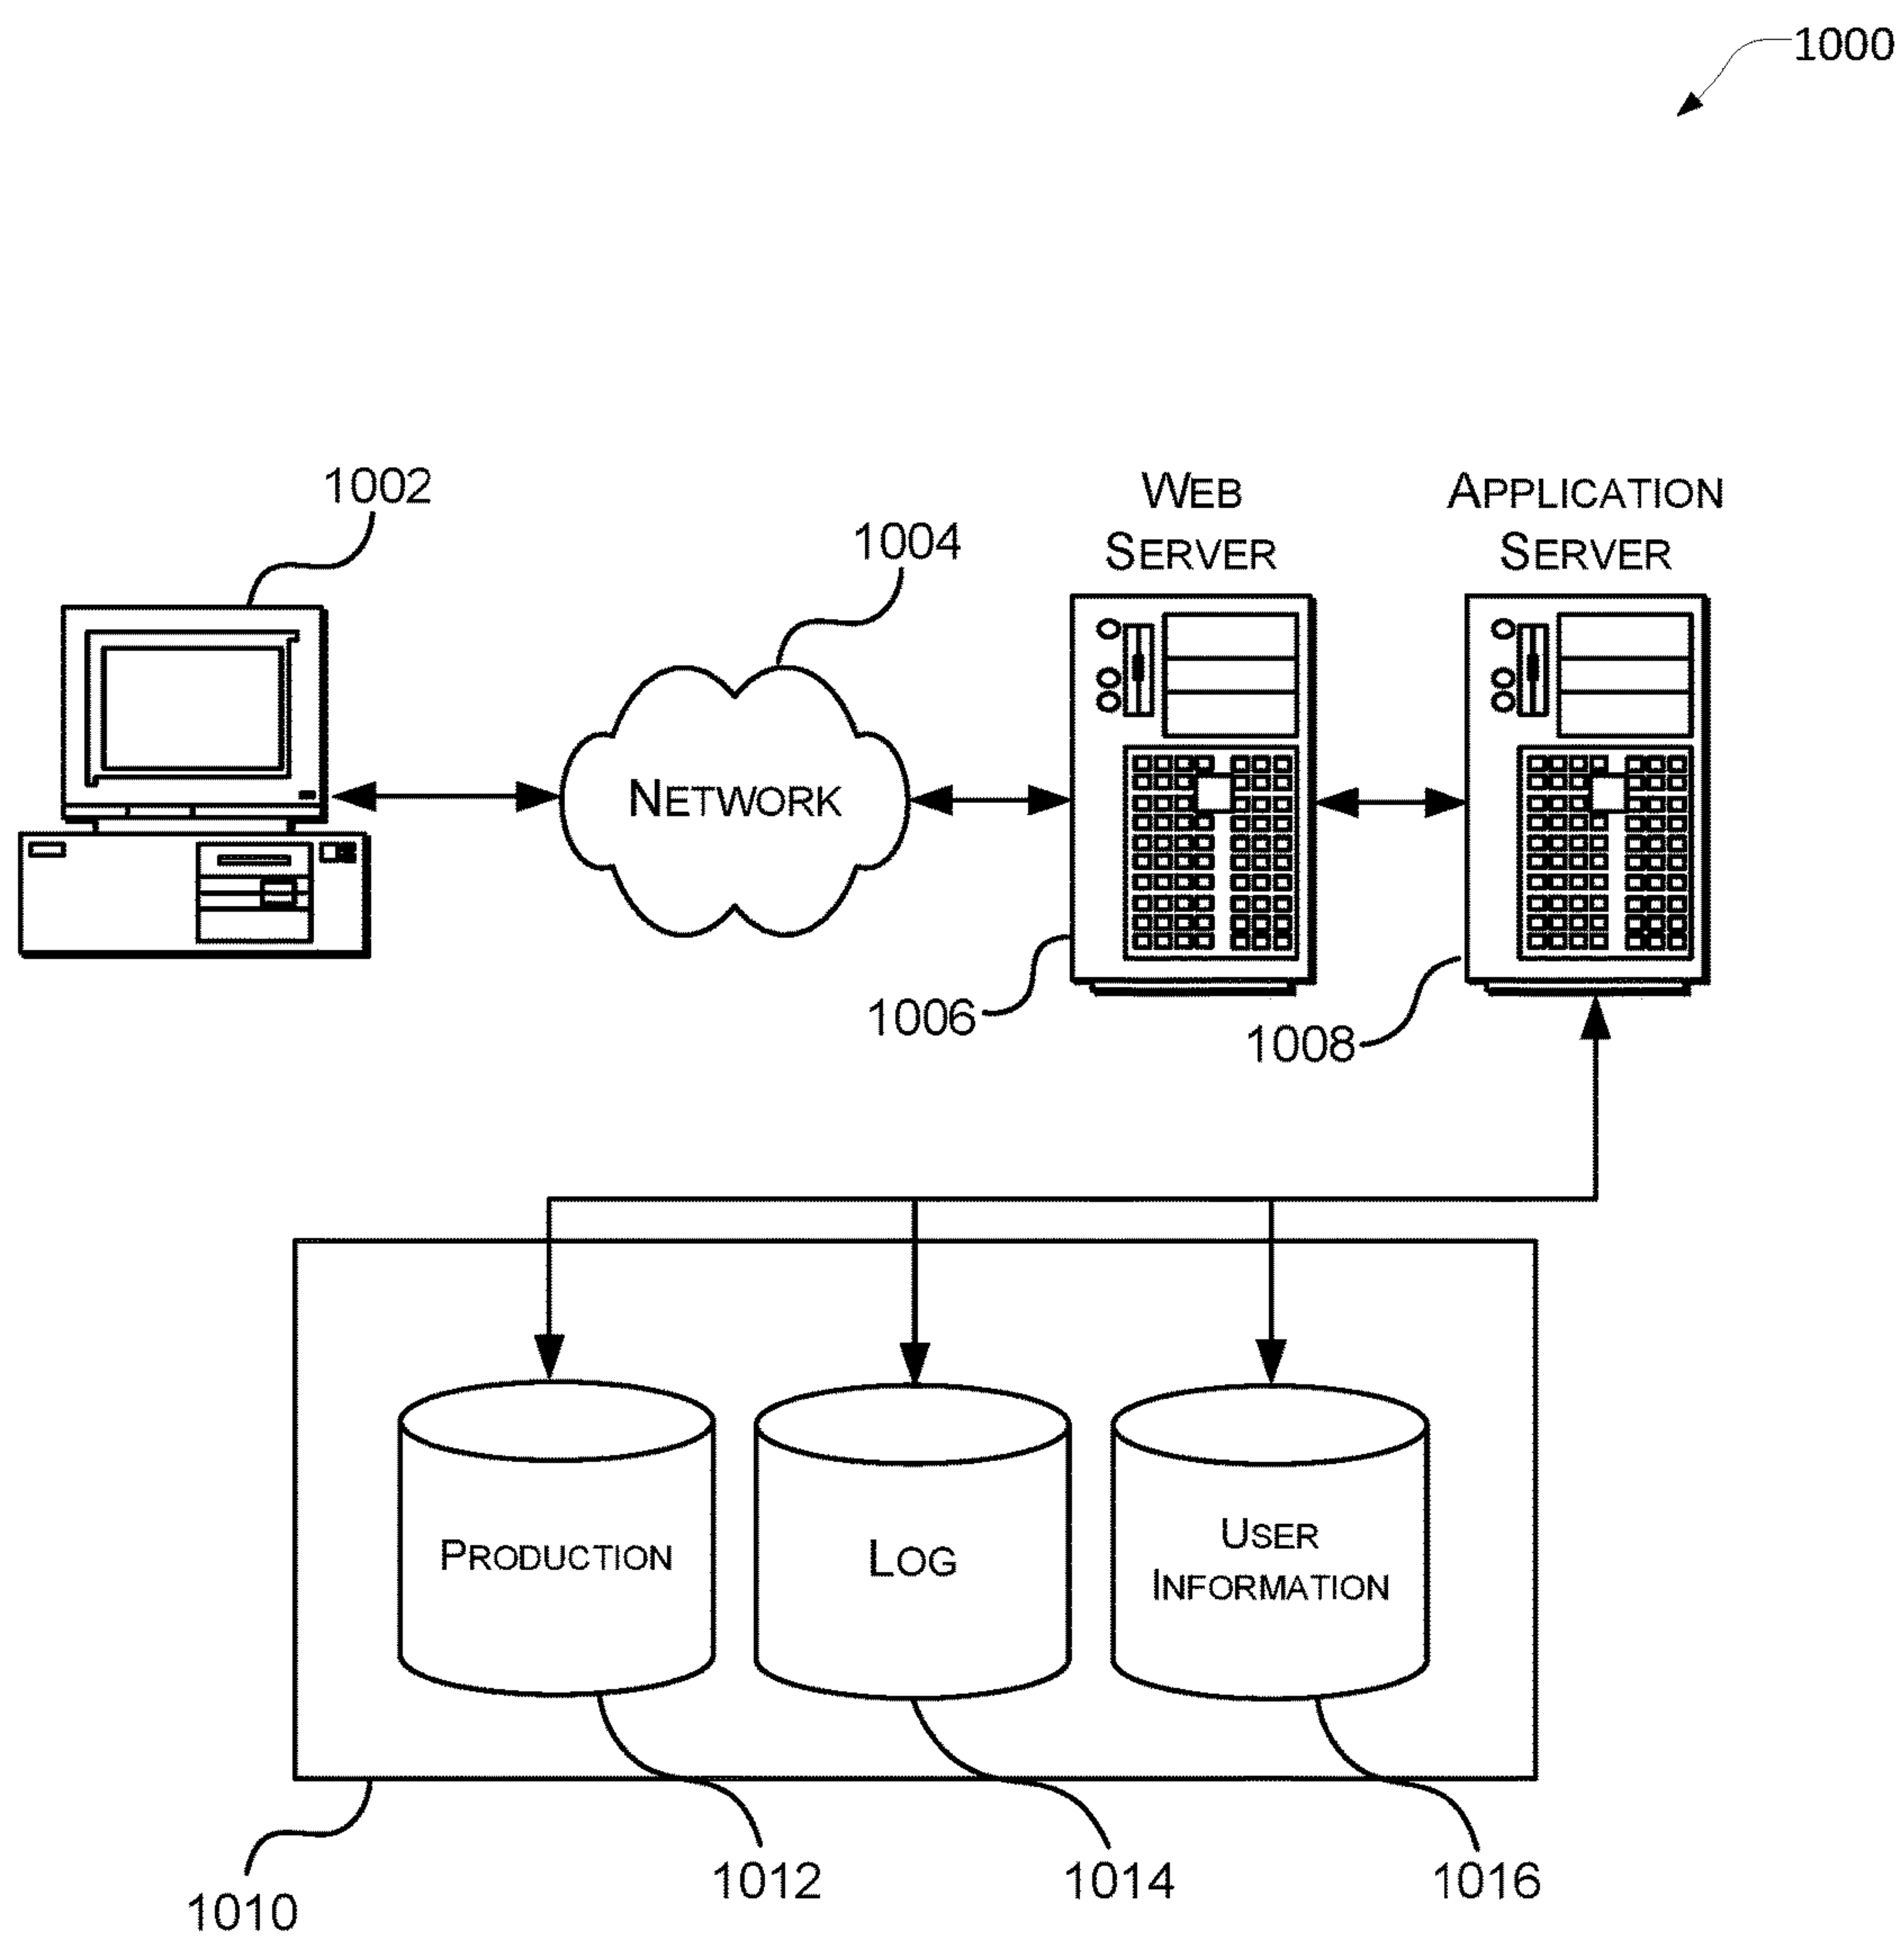 1000
1002
1004
WEB
SERVER
APPLICATION
SERVER
NETWORK
1006
1008
PRODUCTION
LOG
USER
INFORMATION
1010
1012
1014
1016